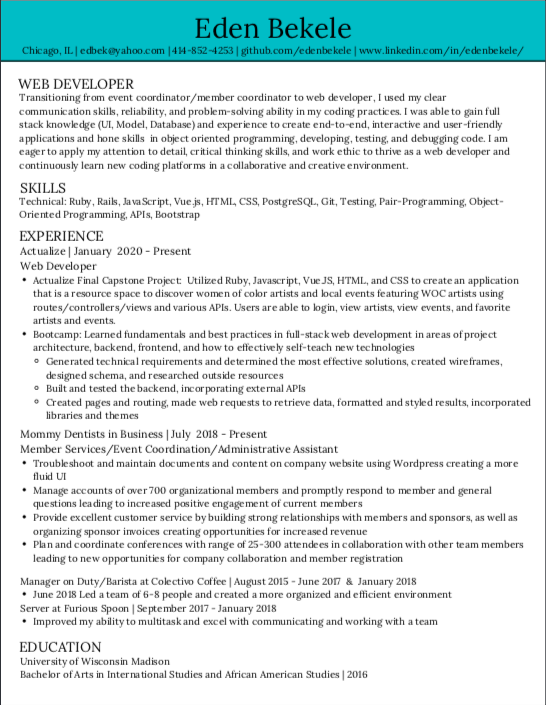 Eden Bekele
Chicago, IL | edbek@yahoo.com | 414-852-4253 | github.com/edenbekele | www.linkedin.com/in/edenbekele/
WEB DEVELOPER
Transitioning from event coordinator/member coordinator to web developer, I used my clear
communication skills, reliability, and problem-solving ability in my coding practices. I was able to gain full
stack knowledge (UI, Model, Database) and experience to create end-to-end, interactive and user-friendly
applications and hone skills in object oriented programming, developing, testing, and debugging code. I am
eager to apply my attention to detail, critical thinking skills, and work ethic to thrive as a web developer and
continuously learn new coding platforms in a collaborative and creative environment.
SKILLS
Technical: Ruby, Rails, JavaScript, Vue.js, HTML, CSS, PostgreSQL, Git, Testing, Pair-Programming, Object-
Oriented Programming, APIs, Bootstrap
EXPERIENCE
Actualize | January 2020 - Present
Web Developer
• Actualize Final Capstone Project: Utilized Ruby, Javascript, VueJS, HTML, and CSS to create an application
that is a resource space to discover women of color artists and local events featuring WOC artists using
routes/controllers/views and various APIs. Users are able to login, view artists, view events, and favorite
artists and events.
• Bootcamp: Learned fundamentals and best practices in full-stack web development in areas of project
architecture, backend, frontend, and how to effectively self-teach new technologies
◦ Generated technical requirements and determined the most effective solutions, created wireframes,
designed schema, and researched outside resources
◦ Built and tested the backend, incorporating external APIs
◦ Created pages and routing, made web requests to retrieve data, formatted and styled results, incorporated
libraries and themes
Mommy Dentists in Business | July 2018 - Present
Member Services/Event Coordination/Administrative Assistant
• Troubleshoot and maintain documents and content on company website using Wordpress creating a more
fluid UI
• Manage accounts of over 700 organizational members and promptly respond to member and general
questions leading to increased positive engagement of current members
• Provide excellent customer service by building strong relationships with members and sponsors, as well as
organizing sponsor invoices creating opportunities for increased revenue
• Plan and coordinate conferences with range of 25-300 attendees in collaboration with other team members
leading to new opportunities for company collaboration and member registration
Manager on Duty/Barista at Colectivo Coffee | August 2015 - June 2017 & January 2018
• June 2018 Led a team of 6-8 people and created a more organized and efficient environment
Server at Furious Spoon | September 2017 - January 2018
• Improved my ability to multitask and excel with communicating and working with a team
EDUCATION
University of Wisconsin Madison
Bachelor of Arts in International Studies and African American Studies | 2016